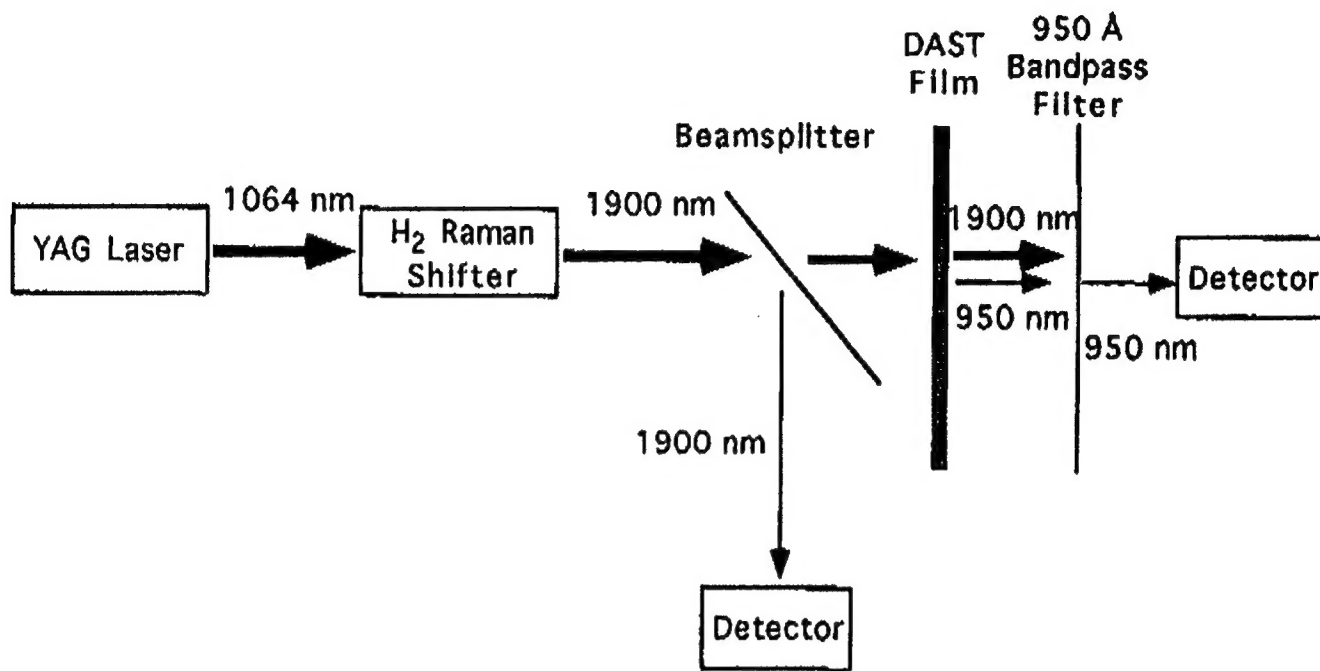 DAST
Film
950 Å
Bandpass
Filter
Beamsplitter
1064 nm
1900 nm
1900 nm
YAG Laser
H₂ Raman
Shifter
950 nm
Detector
950 nm
1900 nm
Detector